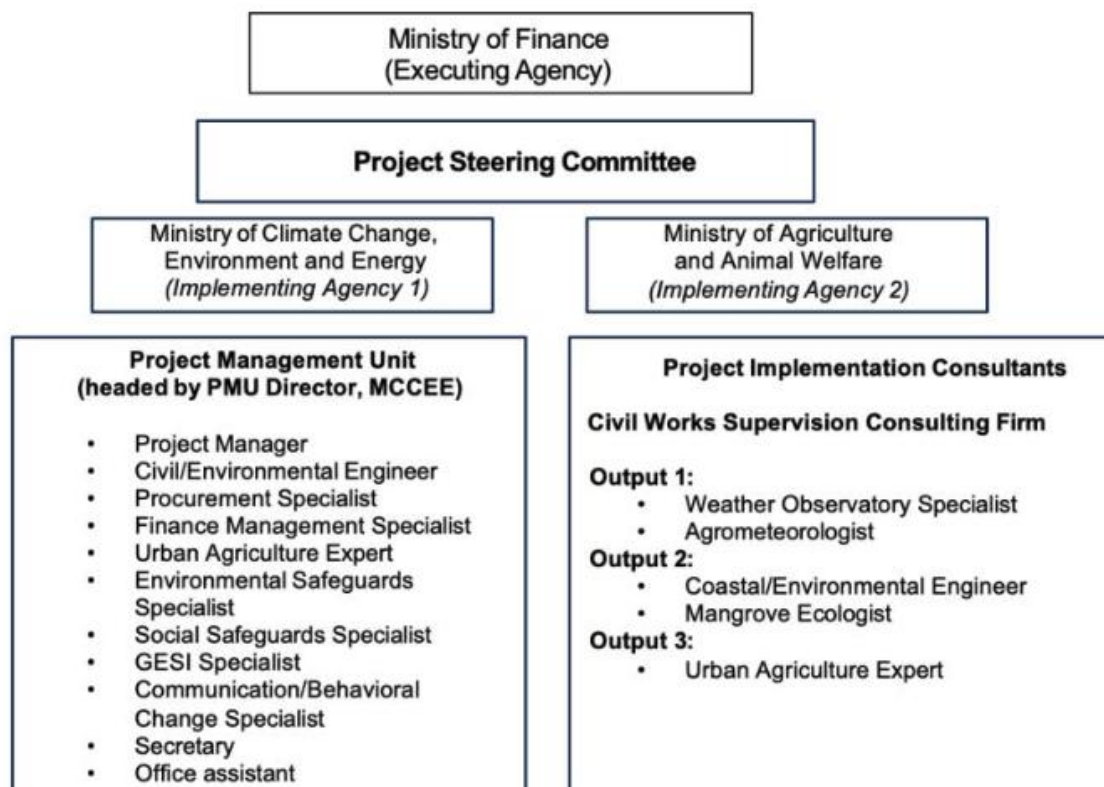 Ministry of Finance
(Executing Agency)
Project Steering Committee
Ministry of Climate Change,
Environment and Energy
(Implementing Agency 1)
Ministry of Agriculture
and Animal Welfare
(Implementing Agency 2)
Project Management Unit
(headed by PMU Director, MCCEE)
• Project Manager
• Civil/Environmental Engineer
• Procurement Specialist
• Finance Management Specialist
• Urban Agriculture Expert
• Environmental Safeguards
Specialist
• Social Safeguards Specialist
• GESI Specialist
• Communication/Behavioral
Change Specialist
• Secretary
• Office assistant
Project Implementation Consultants
Civil Works Supervision Consulting Firm
Output 1:
• Weather Observatory Specialist
• Agrometeorologist
Output 2:
• Coastal/Environmental Engineer
• Mangrove Ecologist
Output 3:
• Urban Agriculture Expert